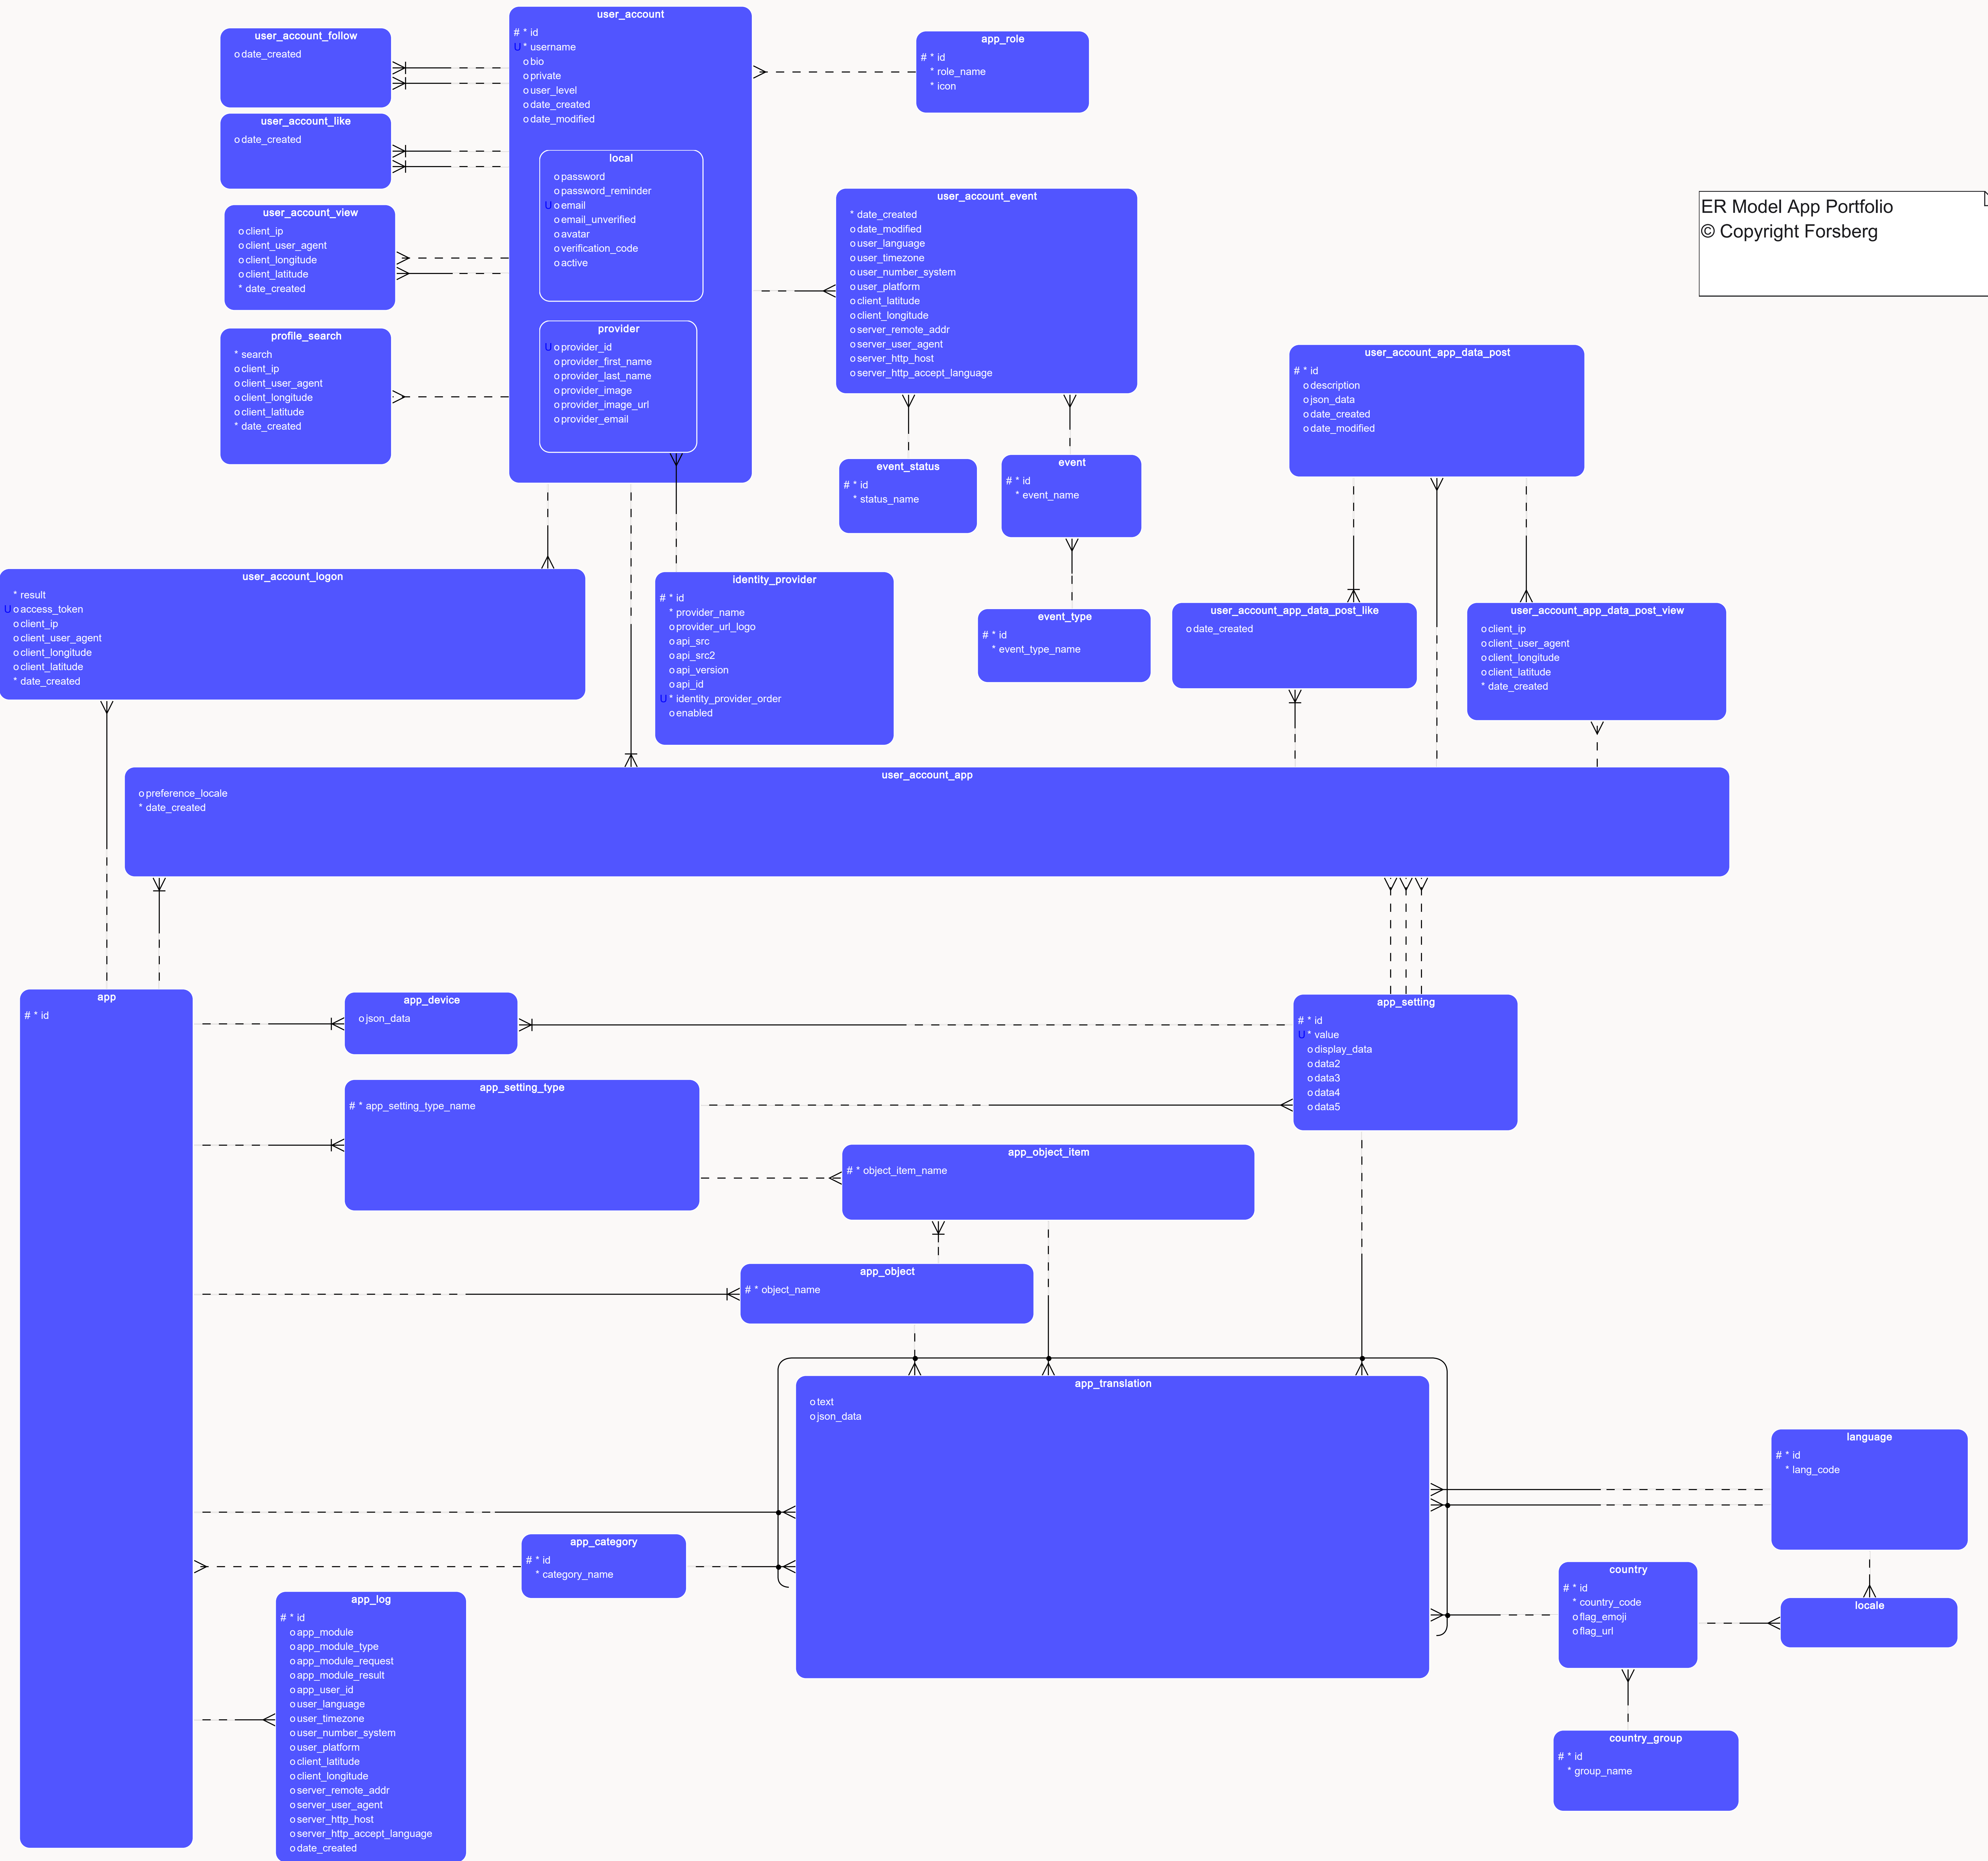 user_account
# * id
U * username
o bio
o private
o user_level
o date_created
o date_modified
local
o password
o password_reminder
U o email
o email_unverified
o avatar
o verification_code
o active
provider
U o provider_id
o provider_first_name
o provider_last_name
o provider_image
o provider_image_url
o provider_email
user_account_follow
o date_created
user_account_like
o date_created
user_account_view
o client_ip
o client_user_agent
o client_longitude
o client_latitude
* date_created
profile_search
* search
o client_ip
o client_user_agent
o client_longitude
o client_latitude
* date_created
app_role
# * id
* role_name
* icon
user_account_event
* date_created
o date_modified
o user_language
o user_timezone
o user_number_system
o user_platform
o client_latitude
o client_longitude
o server_remote_addr
o server_user_agent
o server_http_host
o server_http_accept_language
ER Model App Portfolio
© Copyright Forsberg
user_account_app_data_post
# * id
o description
o json_data
o date_created
o date_modified
event_status
# * id
* status_name
event
# * id
* event_name
user_account_logon
* result
U o access_token
o client_ip
o client_user_agent
o client_longitude
o client_latitude
* date_created
identity_provider
# * id
* provider_name
o provider_url_logo
o api_src
o api_src2
o api_version
o api_id
U * identity_provider_order
o enabled
event_type
# * id
* event_type_name
user_account_app_data_post_like
o date_created
user_account_app_data_post_view
o client_ip
o client_user_agent
o client_longitude
o client_latitude
* date_created
user_account_app
o preference_locale
* date_created
app
# * id
app_device
o json_data
app_setting
# * id
U * value
o display_data
o data2
o data3
o data4
o data5
app_setting_type
# * app_setting_type_name
app_object_item
# * object_item_name
app_object
# * object_name
app_translation
o text
o json_data
language
# * id
* lang_code
app_category
# * id
* category_name
country
# * id
* country_code
o flag_emoji
o flag_url
locale
app_log
# * id
o app_module
o app_module_type
o app_module_request
o app_module_result
o app_user_id
o user_language
o user_timezone
o user_number_system
o user_platform
o client_latitude
o client_longitude
o server_remote_addr
o server_user_agent
o server_http_host
o server_http_accept_language
o date_created
country_group
# * id
* group_name